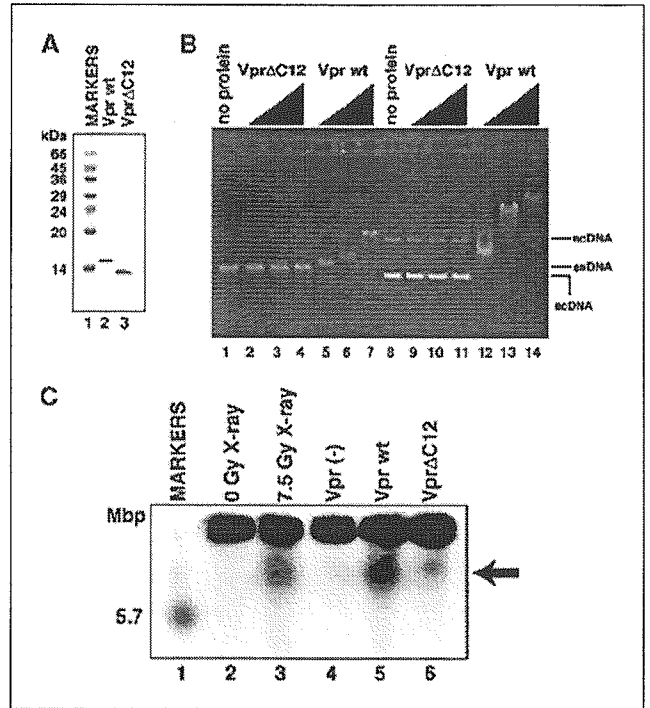 A
MARKERS
Vpr wt
VprΔC12
kDa
66
45
36
29
24
20
14
1 2 3
B
no protein
VprΔC12
Vpr wt
no protein
VprΔC12
Vpr wt
ncDNA
ssDNA
scDNA
1 2 3 4 5 6 7 8 9 10 11 12 13 14
C
MARKERS
0 Gy X-ray
7.5 Gy X-ray
Vpr (-)
Vpr wt
VprΔC12
Mbp
5.7
1 2 3 4 5 6